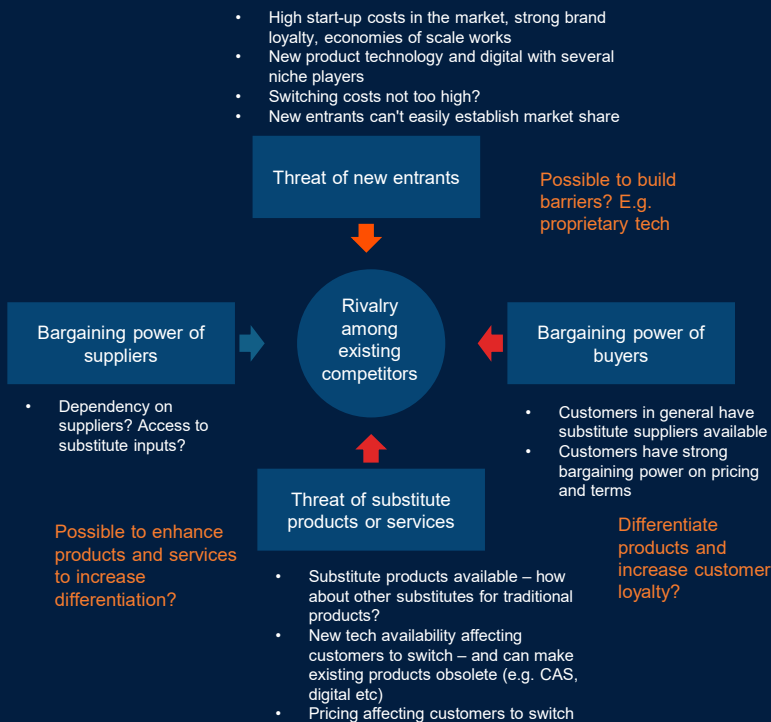 • High start-up costs in the market, strong brand
loyalty, economies of scale works
• New product technology and digital with several
niche players
• Switching costs not too high?
• New entrants can't easily establish market share
Threat of new entrants
Possible to build
barriers? E.g.
proprietary tech
Bargaining power of
suppliers
Rivalry
among
existing
competitors
Bargaining power of
buyers
• Dependency on
suppliers? Access to
substitute inputs?
• Customers in general have
substitute suppliers available
• Customers have strong
bargaining power on pricing
and terms
Threat of substitute
products or services
Possible to enhance
products and services
to increase
differentiation?
Differentiate
products and
increase customer
loyalty?
• Substitute products available – how
about other substitutes for traditional
products?
• New tech availability affecting
customers to switch – and can make
existing products obsolete (e.g. CAS,
digital etc)
• Pricing affecting customers to switch